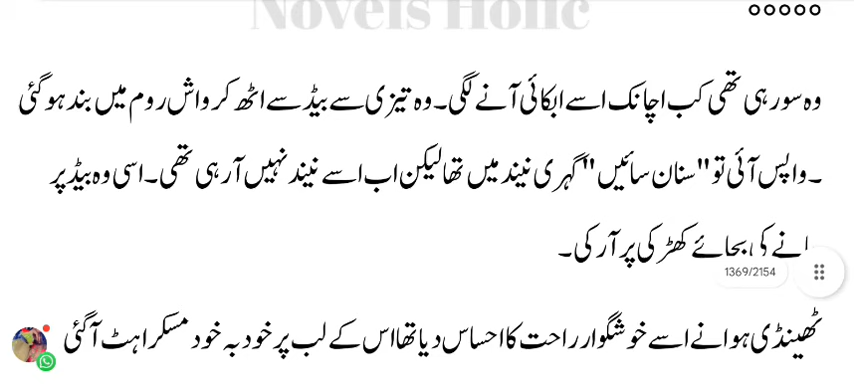 Novels Holic
ooooo
وہ سو رہی تھی کب اچانک اسے ابکائی آنے لگی۔ وہ تیزی سے بیڈ سے اٹھ کر واش روم میں بند ہو گئی
۔ واپس آئی تو "سنان سائیں" گہری نیند میں تھا لیکن اب اسے نیند نہیں آ رہی تھی۔ اسی وہ بیڈ پر
کی بجائے کھڑکی پر آ رکی۔
1369/2154
ٹھینڈی ہوا نے اسے خوشگوار راحت کا احساس دیا تھا اس کے لب پر خود بہ خود مسکراہٹ آ گئی